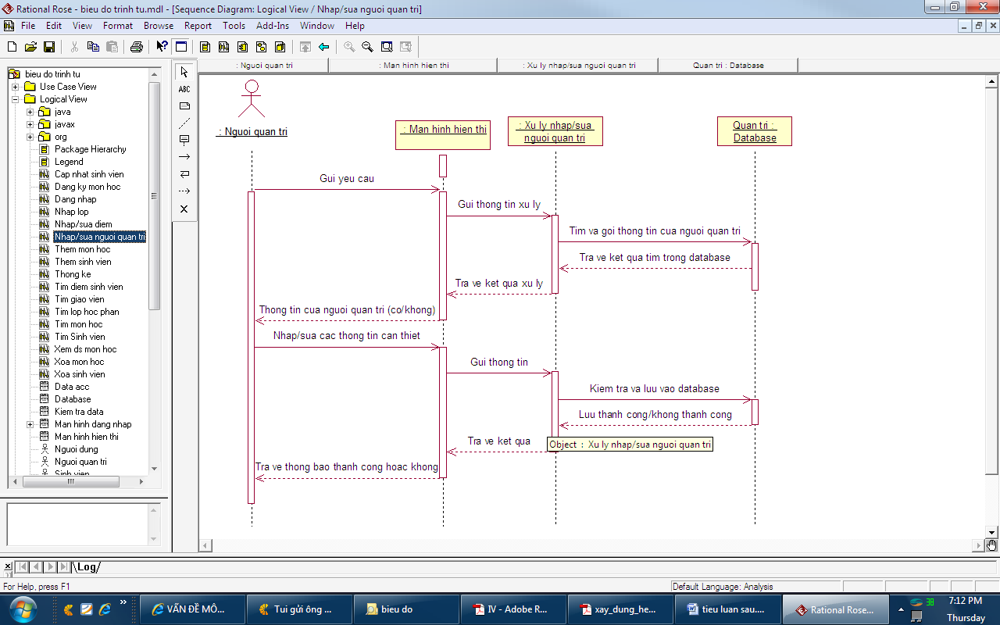 Rational Rose - bieu do trinh tu.mdl - [Sequence Diagram: Logical View / Nhap/sua nguoi quan tri]
File Edit View Format Browse Report Tools Add-Ins Window Help
: Nguoi quan tri : Man hinh hien thi : Xu ly nhap/sua nguoi quan tri Quan tri : Database
bieu do trinh tu
Use Case View
Logical View
java
javax
org
Package Hierarchy
Legend
Cap nhat sinh vien
Dang ky mon hoc
Dang nhap
Nhap lop
Nhap/sua diem
Nhap/sua nguoi quan tri
Them mon hoc
Them sinh vien
Thong ke
Tim diem sinh vien
Tim giao vien
Tim lop hoc phan
Tim mon hoc
Tim Sinh vien
Xem ds mon hoc
Xoa mon hoc
Xoa sinh vien
Data acc
Database
Kiem tra data
Man hinh dang nhap
Man hinh hien thi
Nguoi dung
Nguoi quan tri
Sinh vien
ABC
: Nguoi quan tri
: Man hinh hien thi
: Xu ly nhap/sua
nguoi quan tri
Quan tri :
Database
Gui yeu cau
Gui thong tin xu ly
Tim va goi thong tin cua nguoi quan tri
Tra ve ket qua tim trong database
Tra ve ket qua xu ly
Thong tin cua nguoi quan tri (co/khong)
Nhap/sua cac thong tin can thiet
Gui thong tin
Kiem tra va luu vao database
Luu thanh cong/khong thanh cong
Tra ve ket qua
Object : Xu ly nhap/sua nguoi quan tri
Tra ve thong bao thanh cong hoac khong
Log
For Help, press F1
Default Language: Analysis
VẤN ĐỀ MÔ... Tui gửi ông ... bieu do IV - Adobe R... xay_dung_he... tieu luan sau.... Rational Rose...
7:12 PM
Thursday